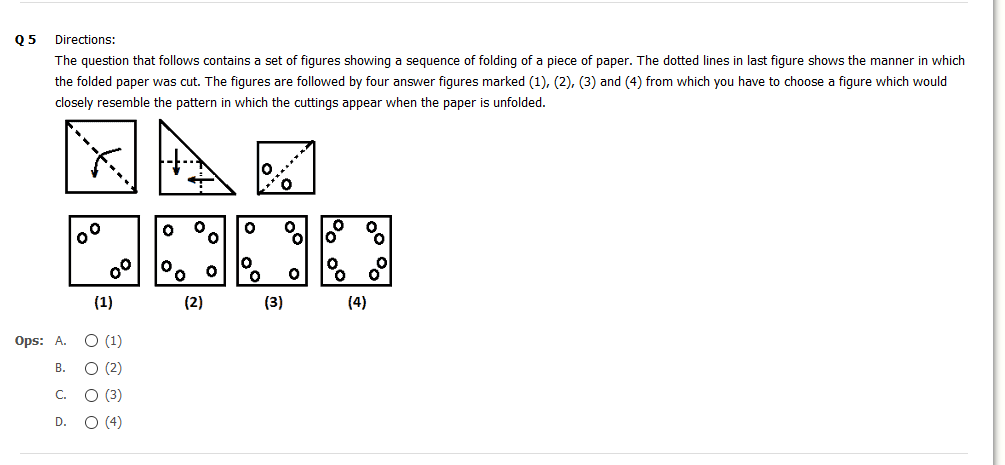 Q 5 Directions:
The question that follows contains a set of figures showing a sequence of folding of a piece of paper. The dotted lines in last figure shows the manner in which
the folded paper was cut. The figures are followed by four answer figures marked (1), (2), (3) and (4) from which you have to choose a figure which would
closely resemble the pattern in which the cuttings appear when the paper is unfolded.
(1) (2) (3) (4)
Ops: A. (1)
B. (2)
C. (3)
D. (4)